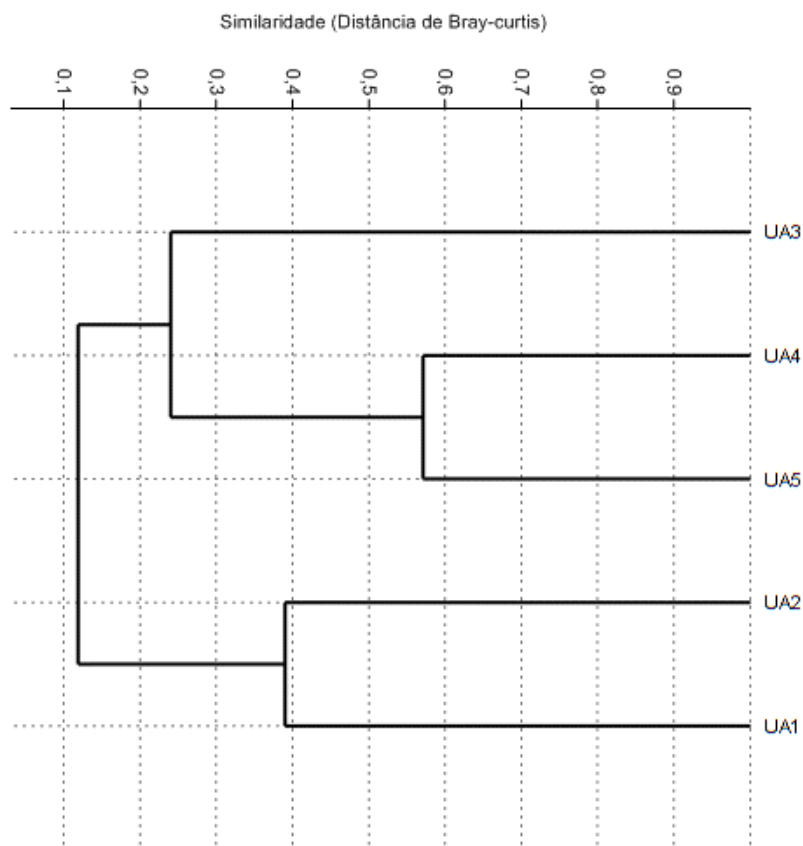 Similaridade (Distância de Bray-curtis)
0,1 0,2 0,3 0,4 0,5 0,6 0,7 0,8 0,9
UA3
UA4
UA5
UA2
UA1